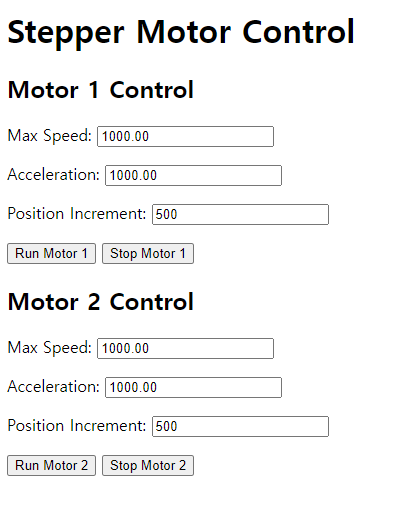 Stepper Motor Control
Motor 1 Control
Max Speed: 1000.00
Acceleration: 1000.00
Position Increment: 500
Run Motor 1 Stop Motor 1
Motor 2 Control
Max Speed: 1000.00
Acceleration: 1000.00
Position Increment: 500
Run Motor 2 Stop Motor 2